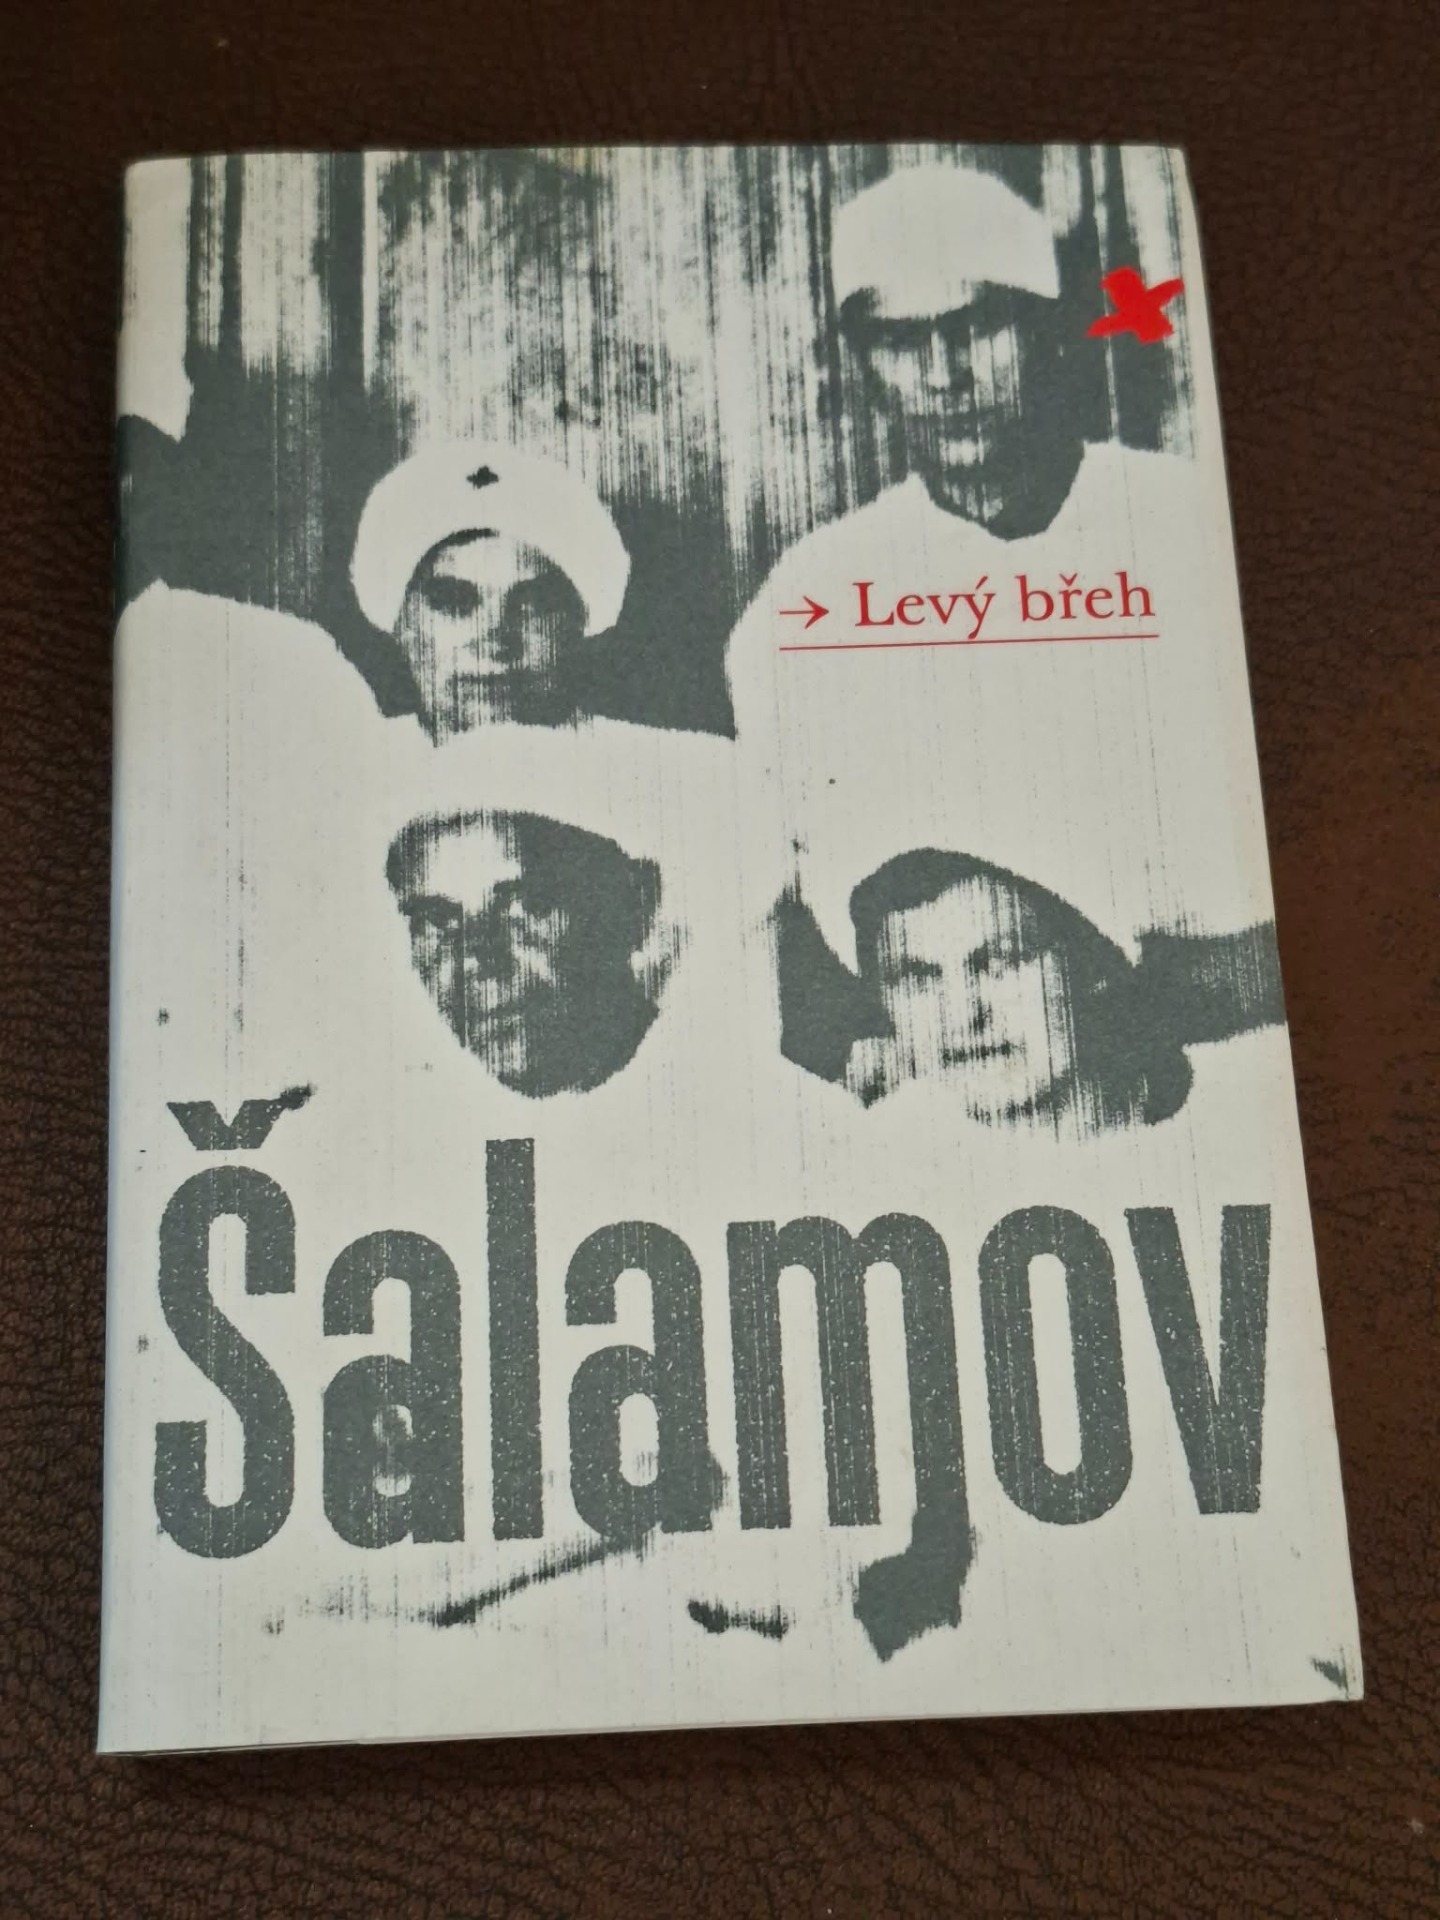 → Levý břeh
Šalamov